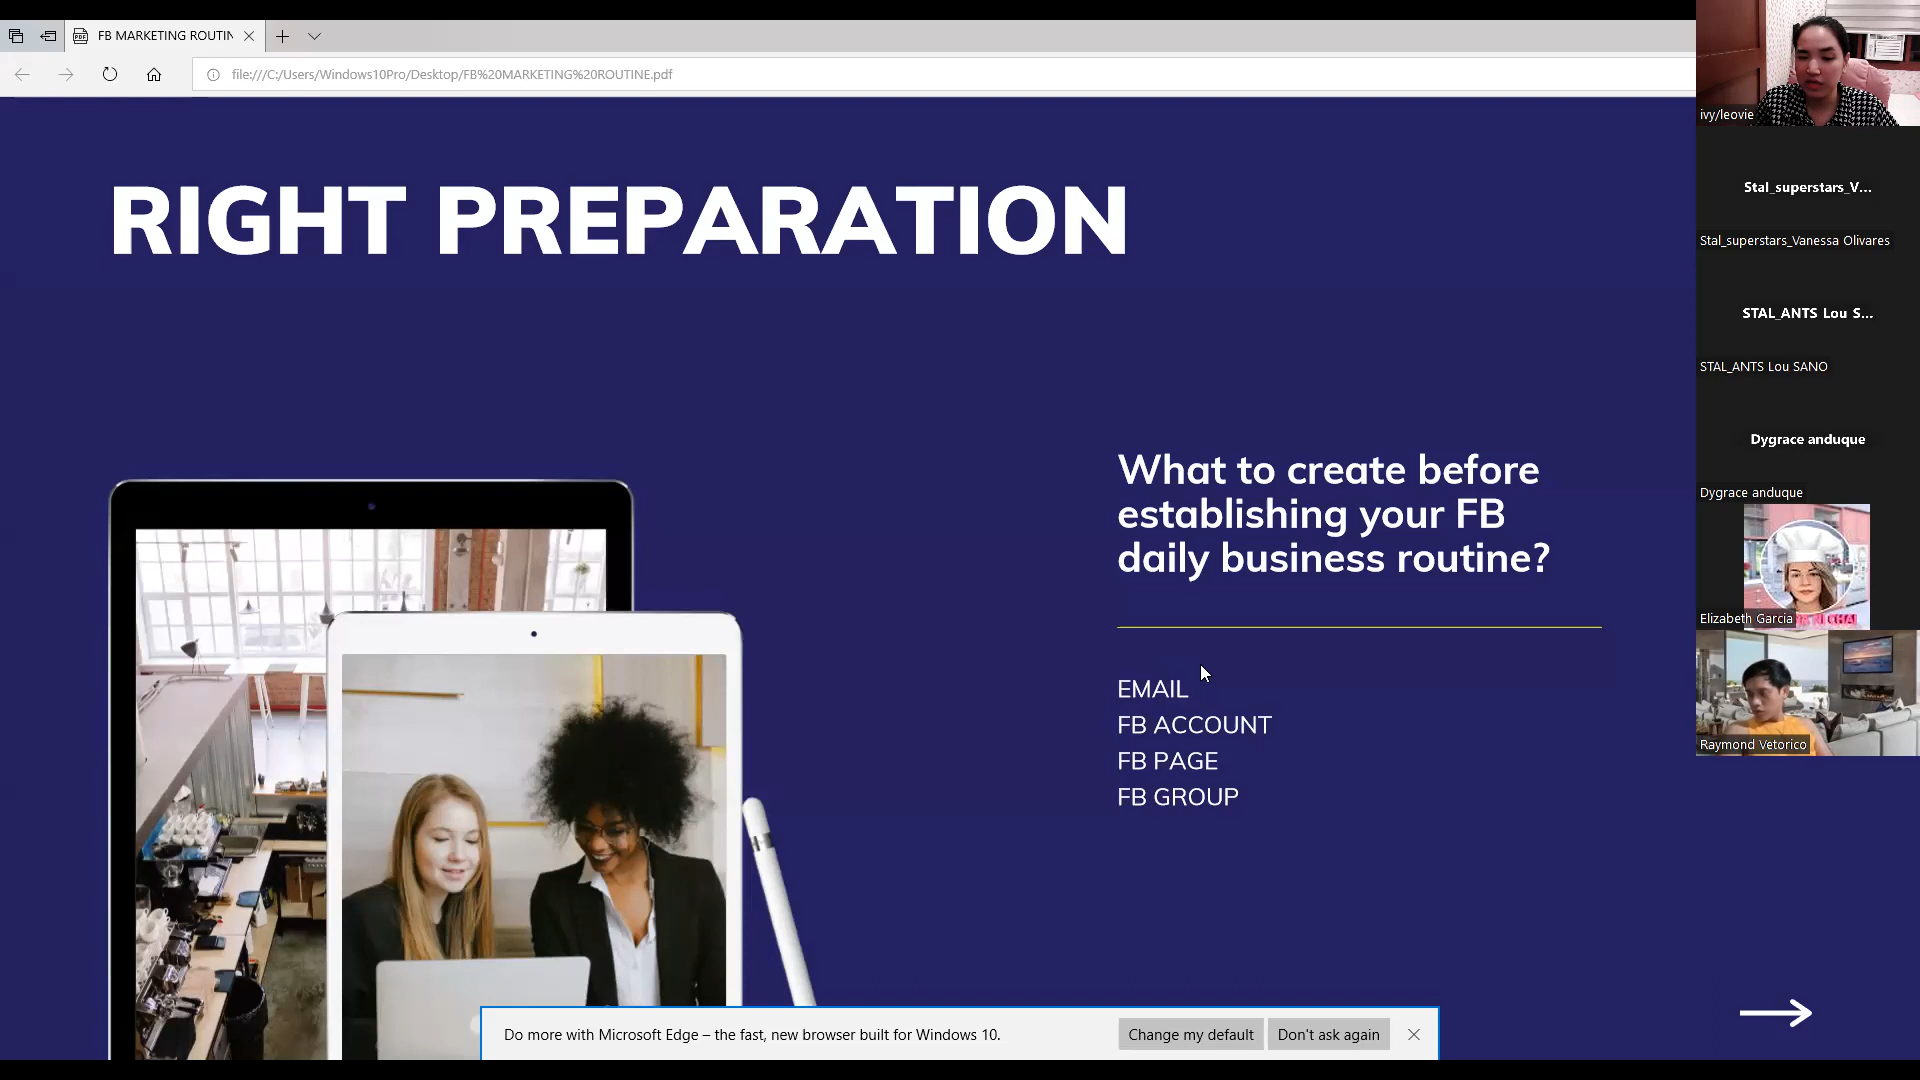 FB MARKETING ROUTIN
file:///C:/Users/Windows10Pro/Desktop/FB%20MARKETING%20ROUTINE.pdf
RIGHT PREPARATION
What to create before
establishing your FB
daily business routine?
EMAIL
FB ACCOUNT
FB PAGE
FB GROUP
Do more with Microsoft Edge – the fast, new browser built for Windows 10.
Change my default
Don't ask again
ivy/leovie
Stal_superstars_V...
Stal_superstars_Vanessa Olivares
STAL_ANTS Lou S...
STAL_ANTS Lou SANO
Dygrace anduque
Dygrace anduque
Elizabeth Garcia
Raymond Vetorico